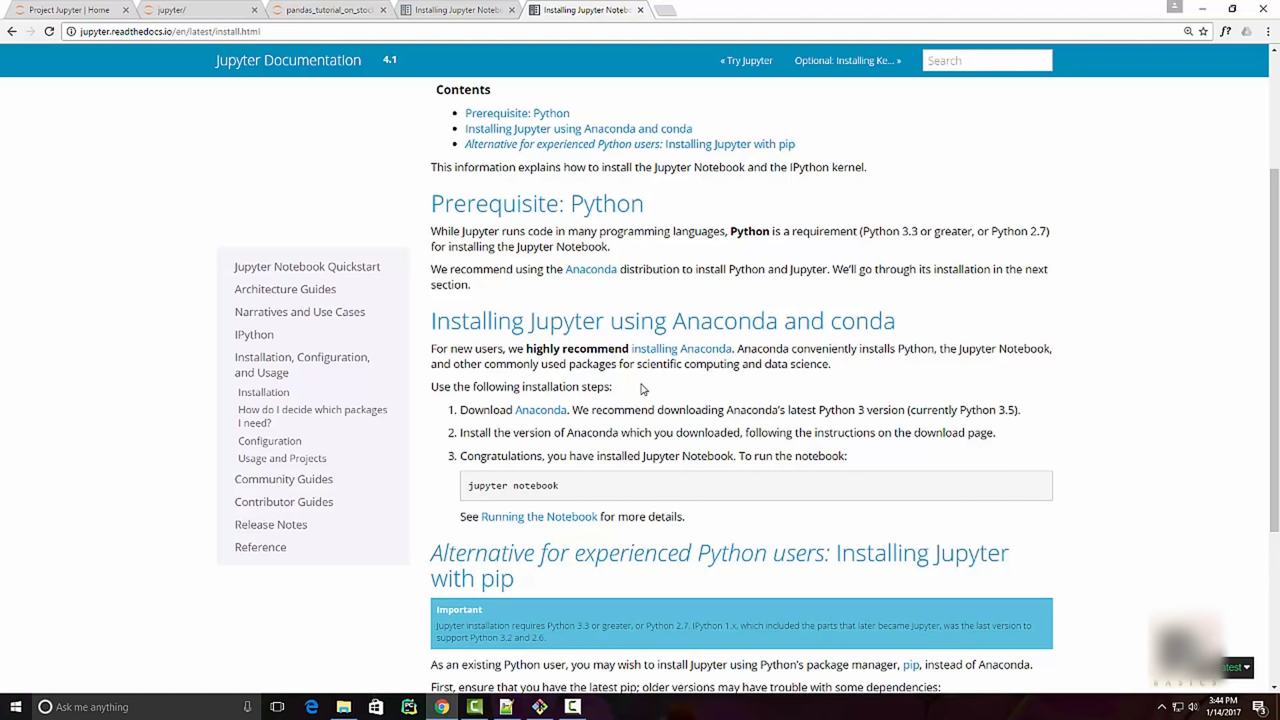 Project Jupyter | Home
jupyter/
pandas_tutorial_on_stock
Installing Jupyter Noteb
Installing Jupyter Noteb
jupyter.readthedocs.io/en/latest/install.html
f?
Jupyter Documentation 4.1
« Try Jupyter
Optional: Installing Ke... »
Search
Contents
• Prerequisite: Python
• Installing Jupyter using Anaconda and conda
• Alternative for experienced Python users: Installing Jupyter with pip
This information explains how to install the Jupyter Notebook and the IPython kernel.
Prerequisite: Python
While Jupyter runs code in many programming languages, Python is a requirement (Python 3.3 or greater, or Python 2.7)
for installing the Jupyter Notebook.
We recommend using the Anaconda distribution to install Python and Jupyter. We'll go through its installation in the next
section.
Jupyter Notebook Quickstart
Architecture Guides
Narratives and Use Cases
IPython
Installation, Configuration,
and Usage
Installation
How do I decide which packages
I need?
Configuration
Usage and Projects
Community Guides
Contributor Guides
Release Notes
Reference
Installing Jupyter using Anaconda and conda
For new users, we highly recommend installing Anaconda. Anaconda conveniently installs Python, the Jupyter Notebook,
and other commonly used packages for scientific computing and data science.
Use the following installation steps:
1. Download Anaconda. We recommend downloading Anaconda's latest Python 3 version (currently Python 3.5).
2. Install the version of Anaconda which you downloaded, following the instructions on the download page.
3. Congratulations, you have installed Jupyter Notebook. To run the notebook:
jupyter notebook
See Running the Notebook for more details.
Alternative for experienced Python users: Installing Jupyter
with pip
Important
Jupyter installation requires Python 3.3 or greater, or Python 2.7. IPython 1.x, which included the parts that later became Jupyter, was the last version to
support Python 3.2 and 2.6.
As an existing Python user, you may wish to install Jupyter using Python's package manager, pip, instead of Anaconda.
First, ensure that you have the latest pip; older versions may have trouble with some dependencies:
BASICS
Ask me anything
3:44 PM
1/14/2017